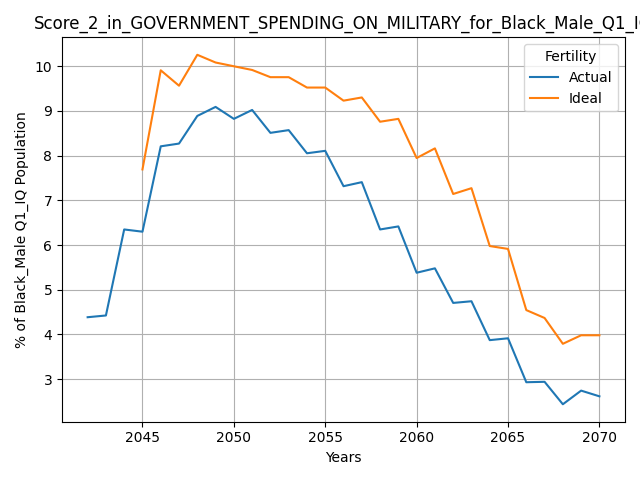 Score_2_in_GOVERNMENT_SPENDING_ON_MILITARY_for_Black_Male_Q1_I
Fertility
Actual
Ideal
10
9
8
7
6
5
4
3
% of Black_Male Q1_IQ Population
2045 2050 2055 2060 2065 2070
Years